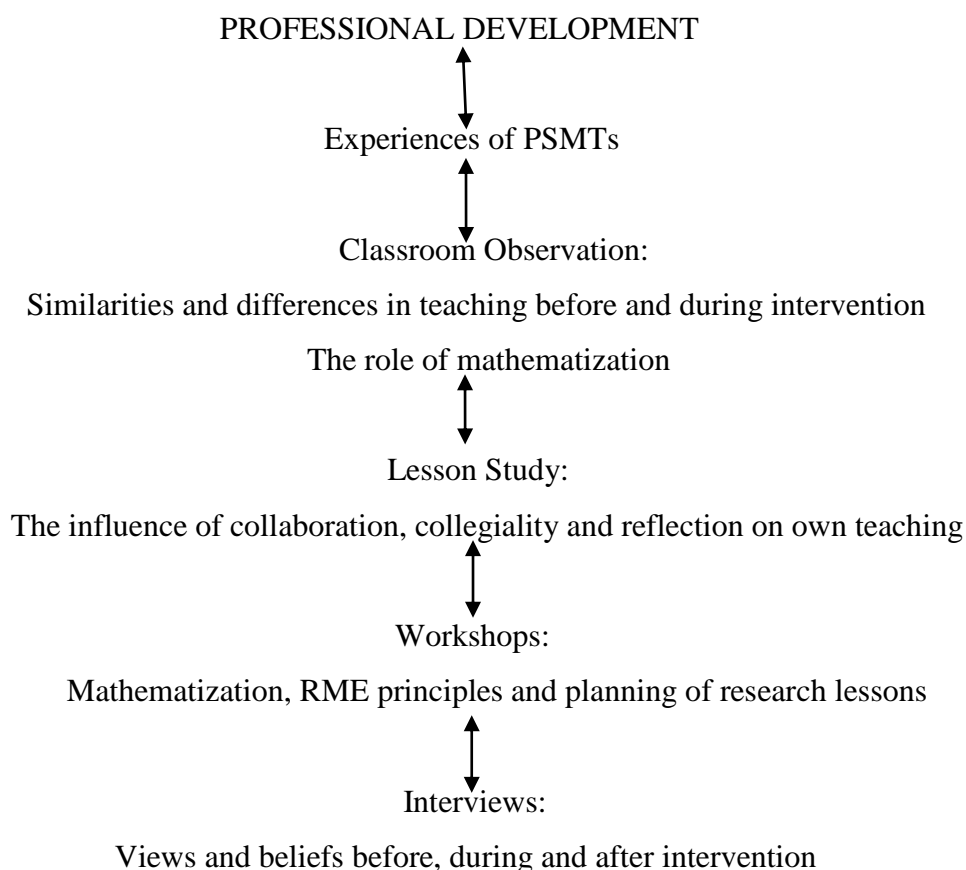 PROFESSIONAL DEVELOPMENT
Experiences of PSMTs
Classroom Observation:
Similarities and differences in teaching before and during intervention
The role of mathematization
Lesson Study:
The influence of collaboration, collegiality and reflection on own teaching
Workshops:
Mathematization, RME principles and planning of research lessons
Interviews:
Views and beliefs before, during and after intervention